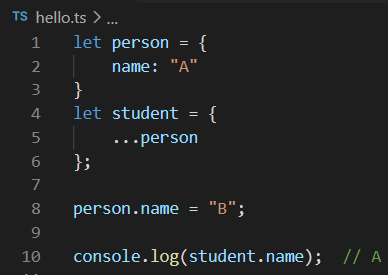 TS hello.ts > ...
1 let person = {
2     name: "A"
3 }
4 let student = {
5     ...person
6 };
7
8 person.name = "B";
9
10 console.log(student.name);  // A